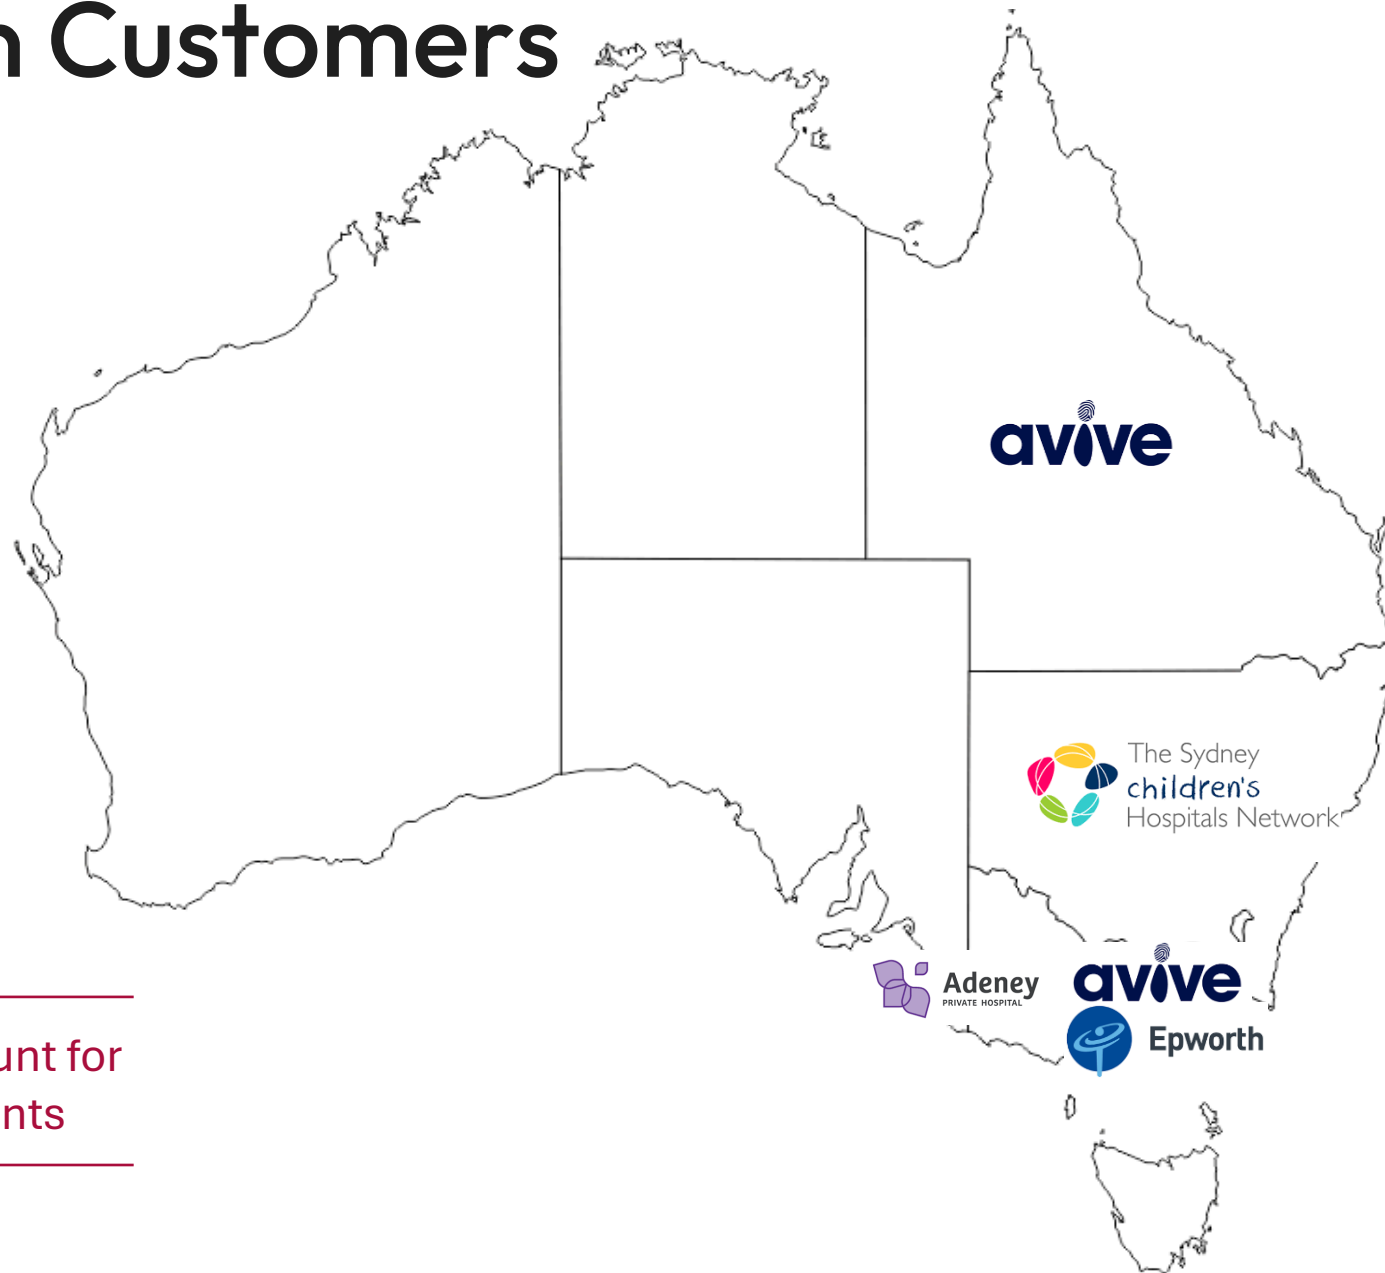 n Customers
avive
The Sydney
children's
Hospitals Network
Adeney
PRIVATE HOSPITAL
avive
Epworth
unt for
nts